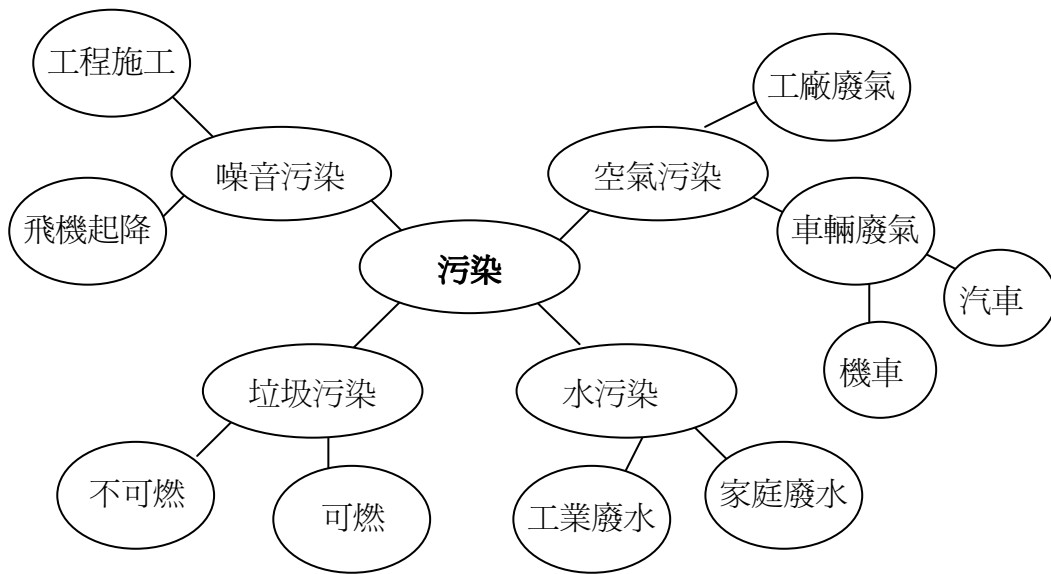 工程施工
工廠廢氣
噪音污染
空氣污染
飛機起降
車輛廢氣
污染
汽車
機車
垃圾污染
水污染
不可燃
可燃
工業廢水
家庭廢水